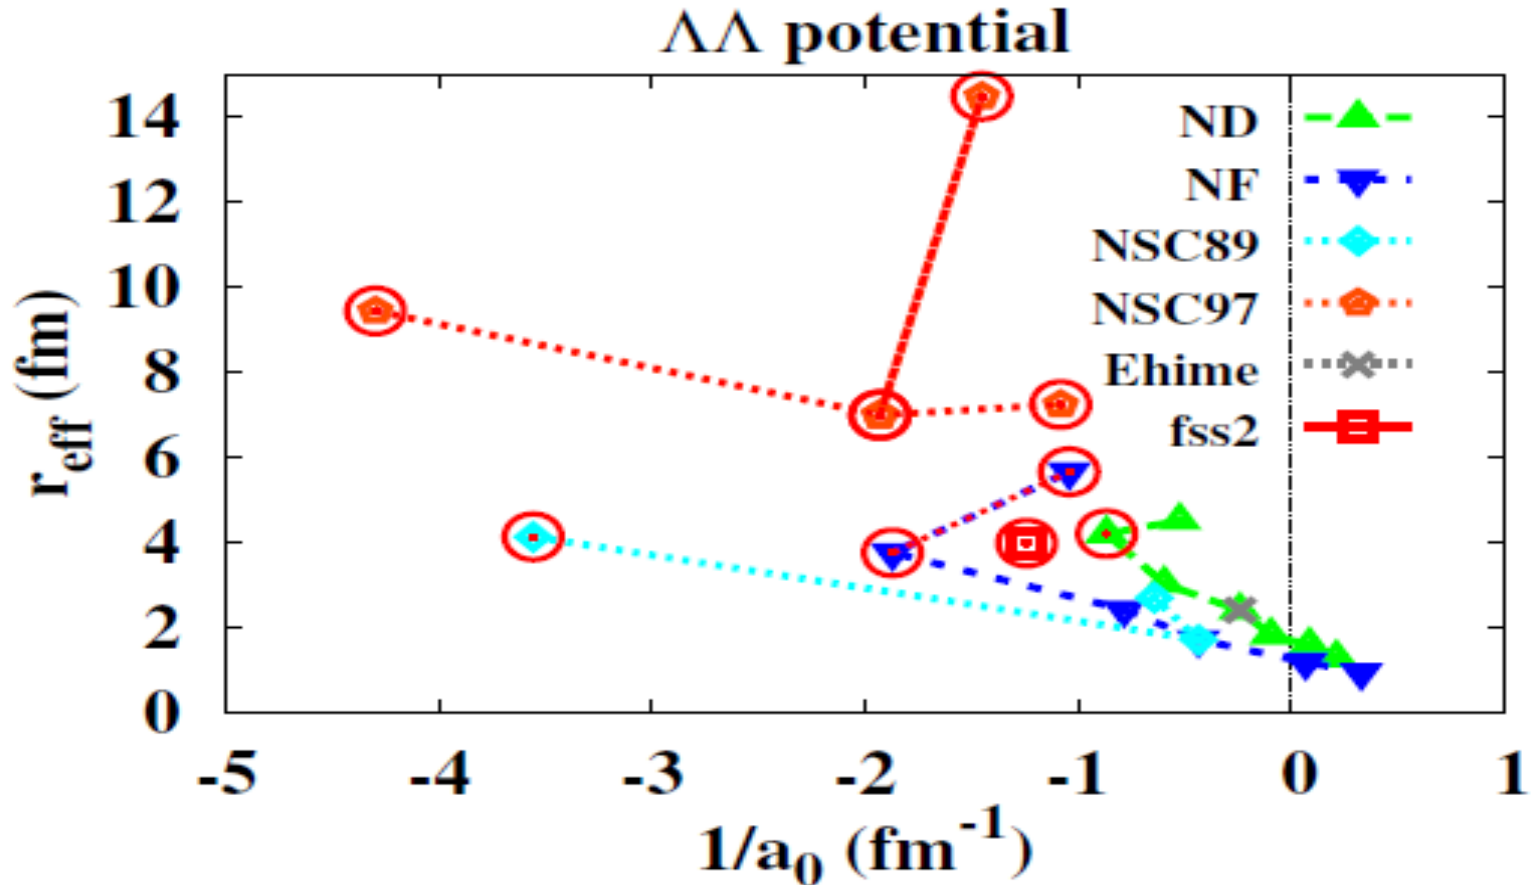 ΛΛ potential
r_eff (fm)
14
12
10
8
6
4
2
0
ND
NF
NSC89
NSC97
Ehime
fss2
-5 -4 -3 -2 -1 0 1
1/a₀ (fm⁻¹)